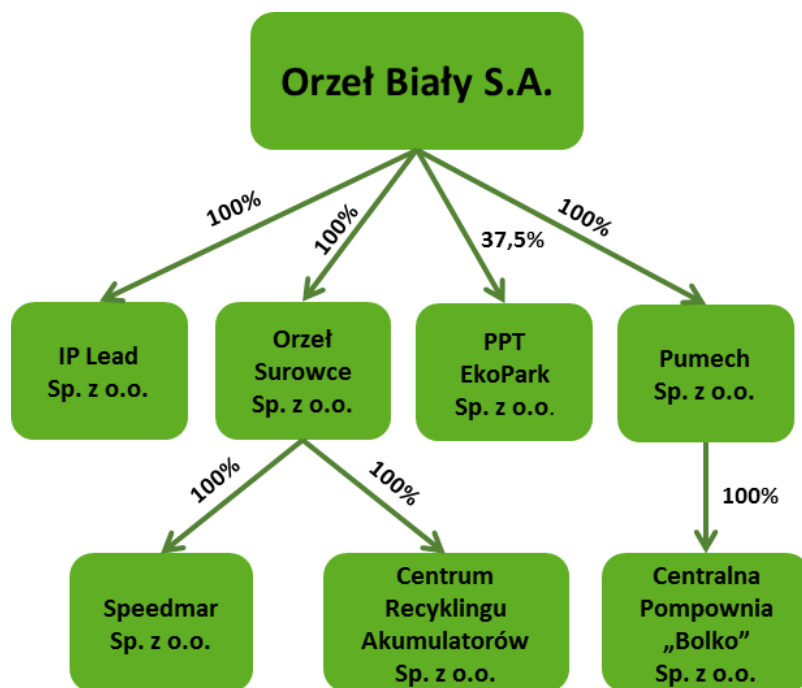 Orzeł Biały S.A.
100%
100%
37,5%
100%
IP Lead
Sp. z o.o.
Orzeł
Surowce
Sp. z o.o.
PPT
EkoPark
Sp. z o.o.
Pumech
Sp. z o.o.
100%
100%
100%
Speedmar
Sp. z o.o.
Centrum
Recyklingu
Akumulatorów
Sp. z o.o.
Centralna
Pompownia
„Bolko”
Sp. z o.o.